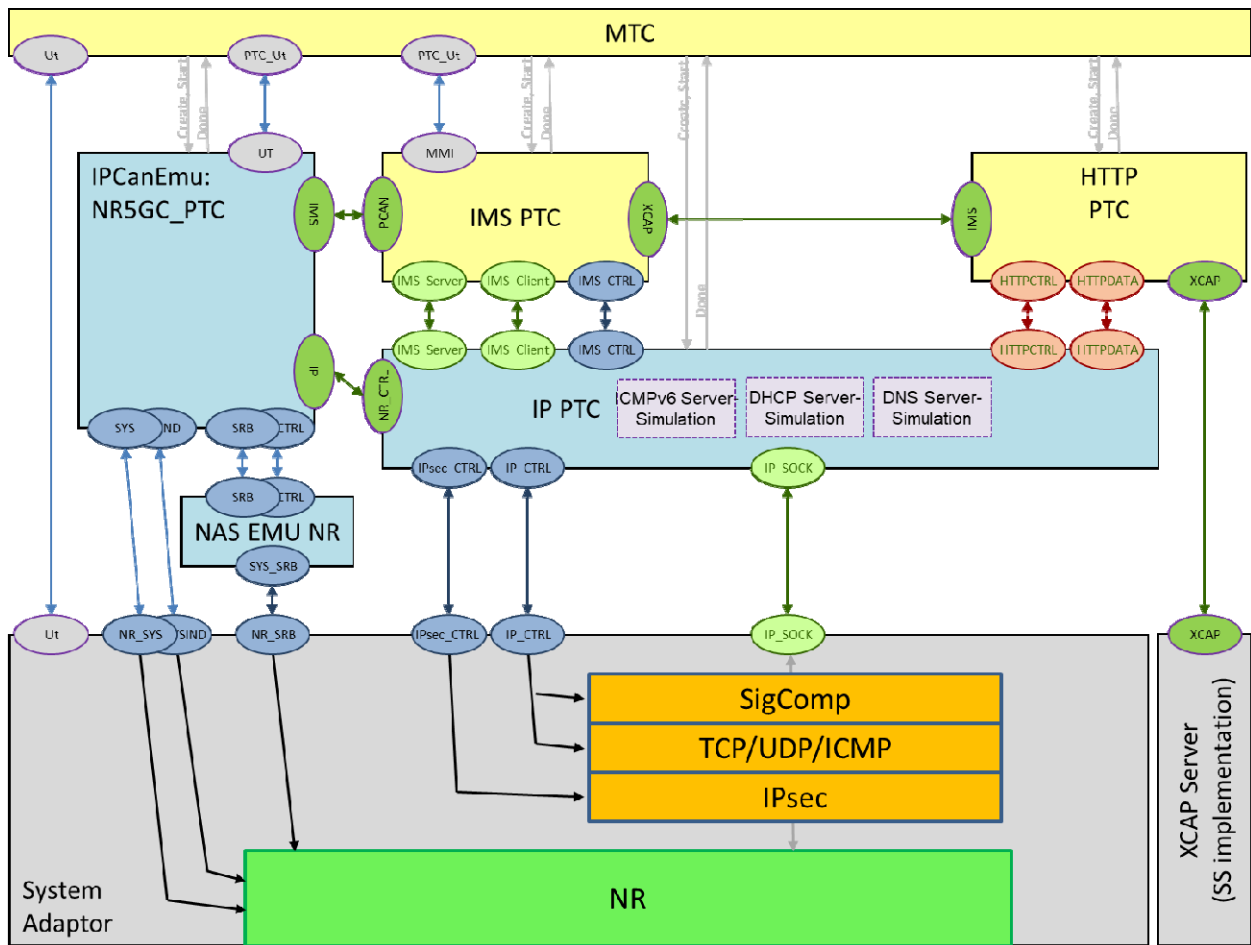 MTC
Ut
PTC_Ut
PTC_Ut
Create, Start
Done
Create, Start
Done
Create, Start
Done
Create, Start
Done
UT
MMI
IPCanEmu:
NR5GC_PTC
IMS
PCAN
IMS PTC
XCAP
IMS
HTTP
PTC
IMS Server
IMS Client
IMS CTRL
HTTPCTRL
HTTPDATA
XCAP
IMS Server
IMS Client
IMS CTRL
HTTPCTRL
HTTPDATA
IP
NR_CTRL
IP PTC
ICMPv6 Server-
Simulation
DHCP Server-
Simulation
DNS Server-
Simulation
SYS
IND
SRB
CTRL
IPsec CTRL
IP_CTRL
IP_SOCK
SRB
CTRL
NAS EMU NR
SYS_SRB
Ut
NR_SYS
YSIND
NR_SRB
IPsec_CTRL
IP_CTRL
IP_SOCK
XCAP
SigComp
TCP/UDP/ICMP
IPsec
NR
System
Adaptor
XCAP Server
(SS implementation)